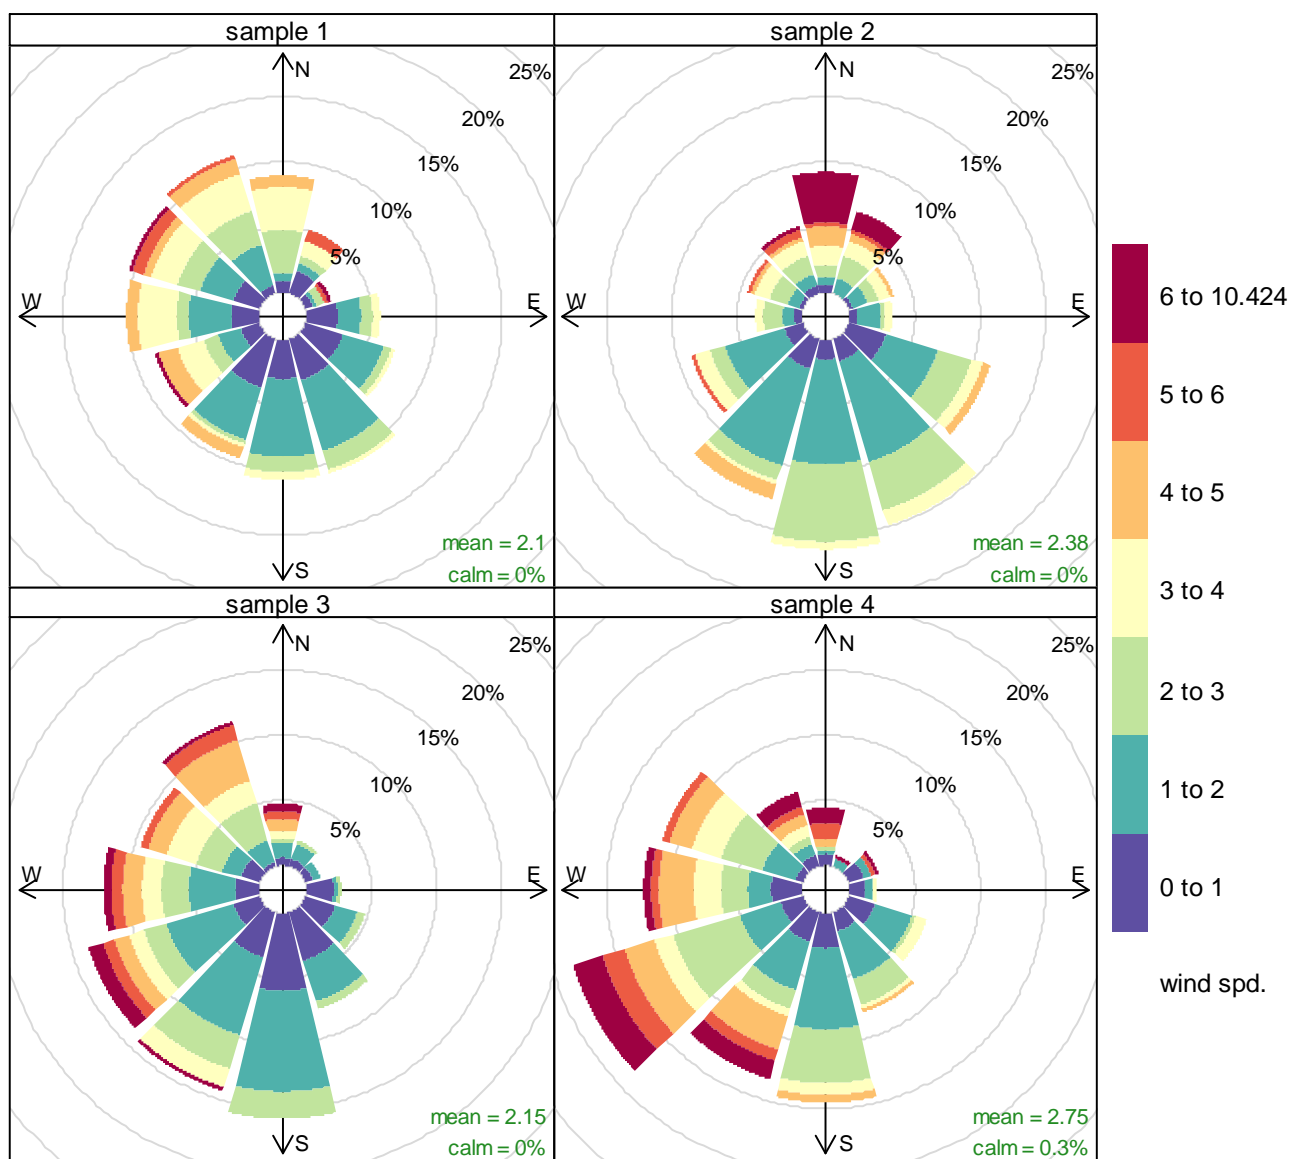 sample 1
sample 2
N
25%
20%
15%
10%
5%
W
E
S
mean = 2.1
calm = 0%
N
25%
20%
15%
10%
5%
W
E
S
mean = 2.38
calm = 0%
sample 3
sample 4
N
25%
20%
15%
10%
5%
W
E
S
mean = 2.15
calm = 0%
N
25%
20%
15%
10%
5%
W
E
S
mean = 2.75
calm = 0.3%
6 to 10.424
5 to 6
4 to 5
3 to 4
2 to 3
1 to 2
0 to 1
wind spd.